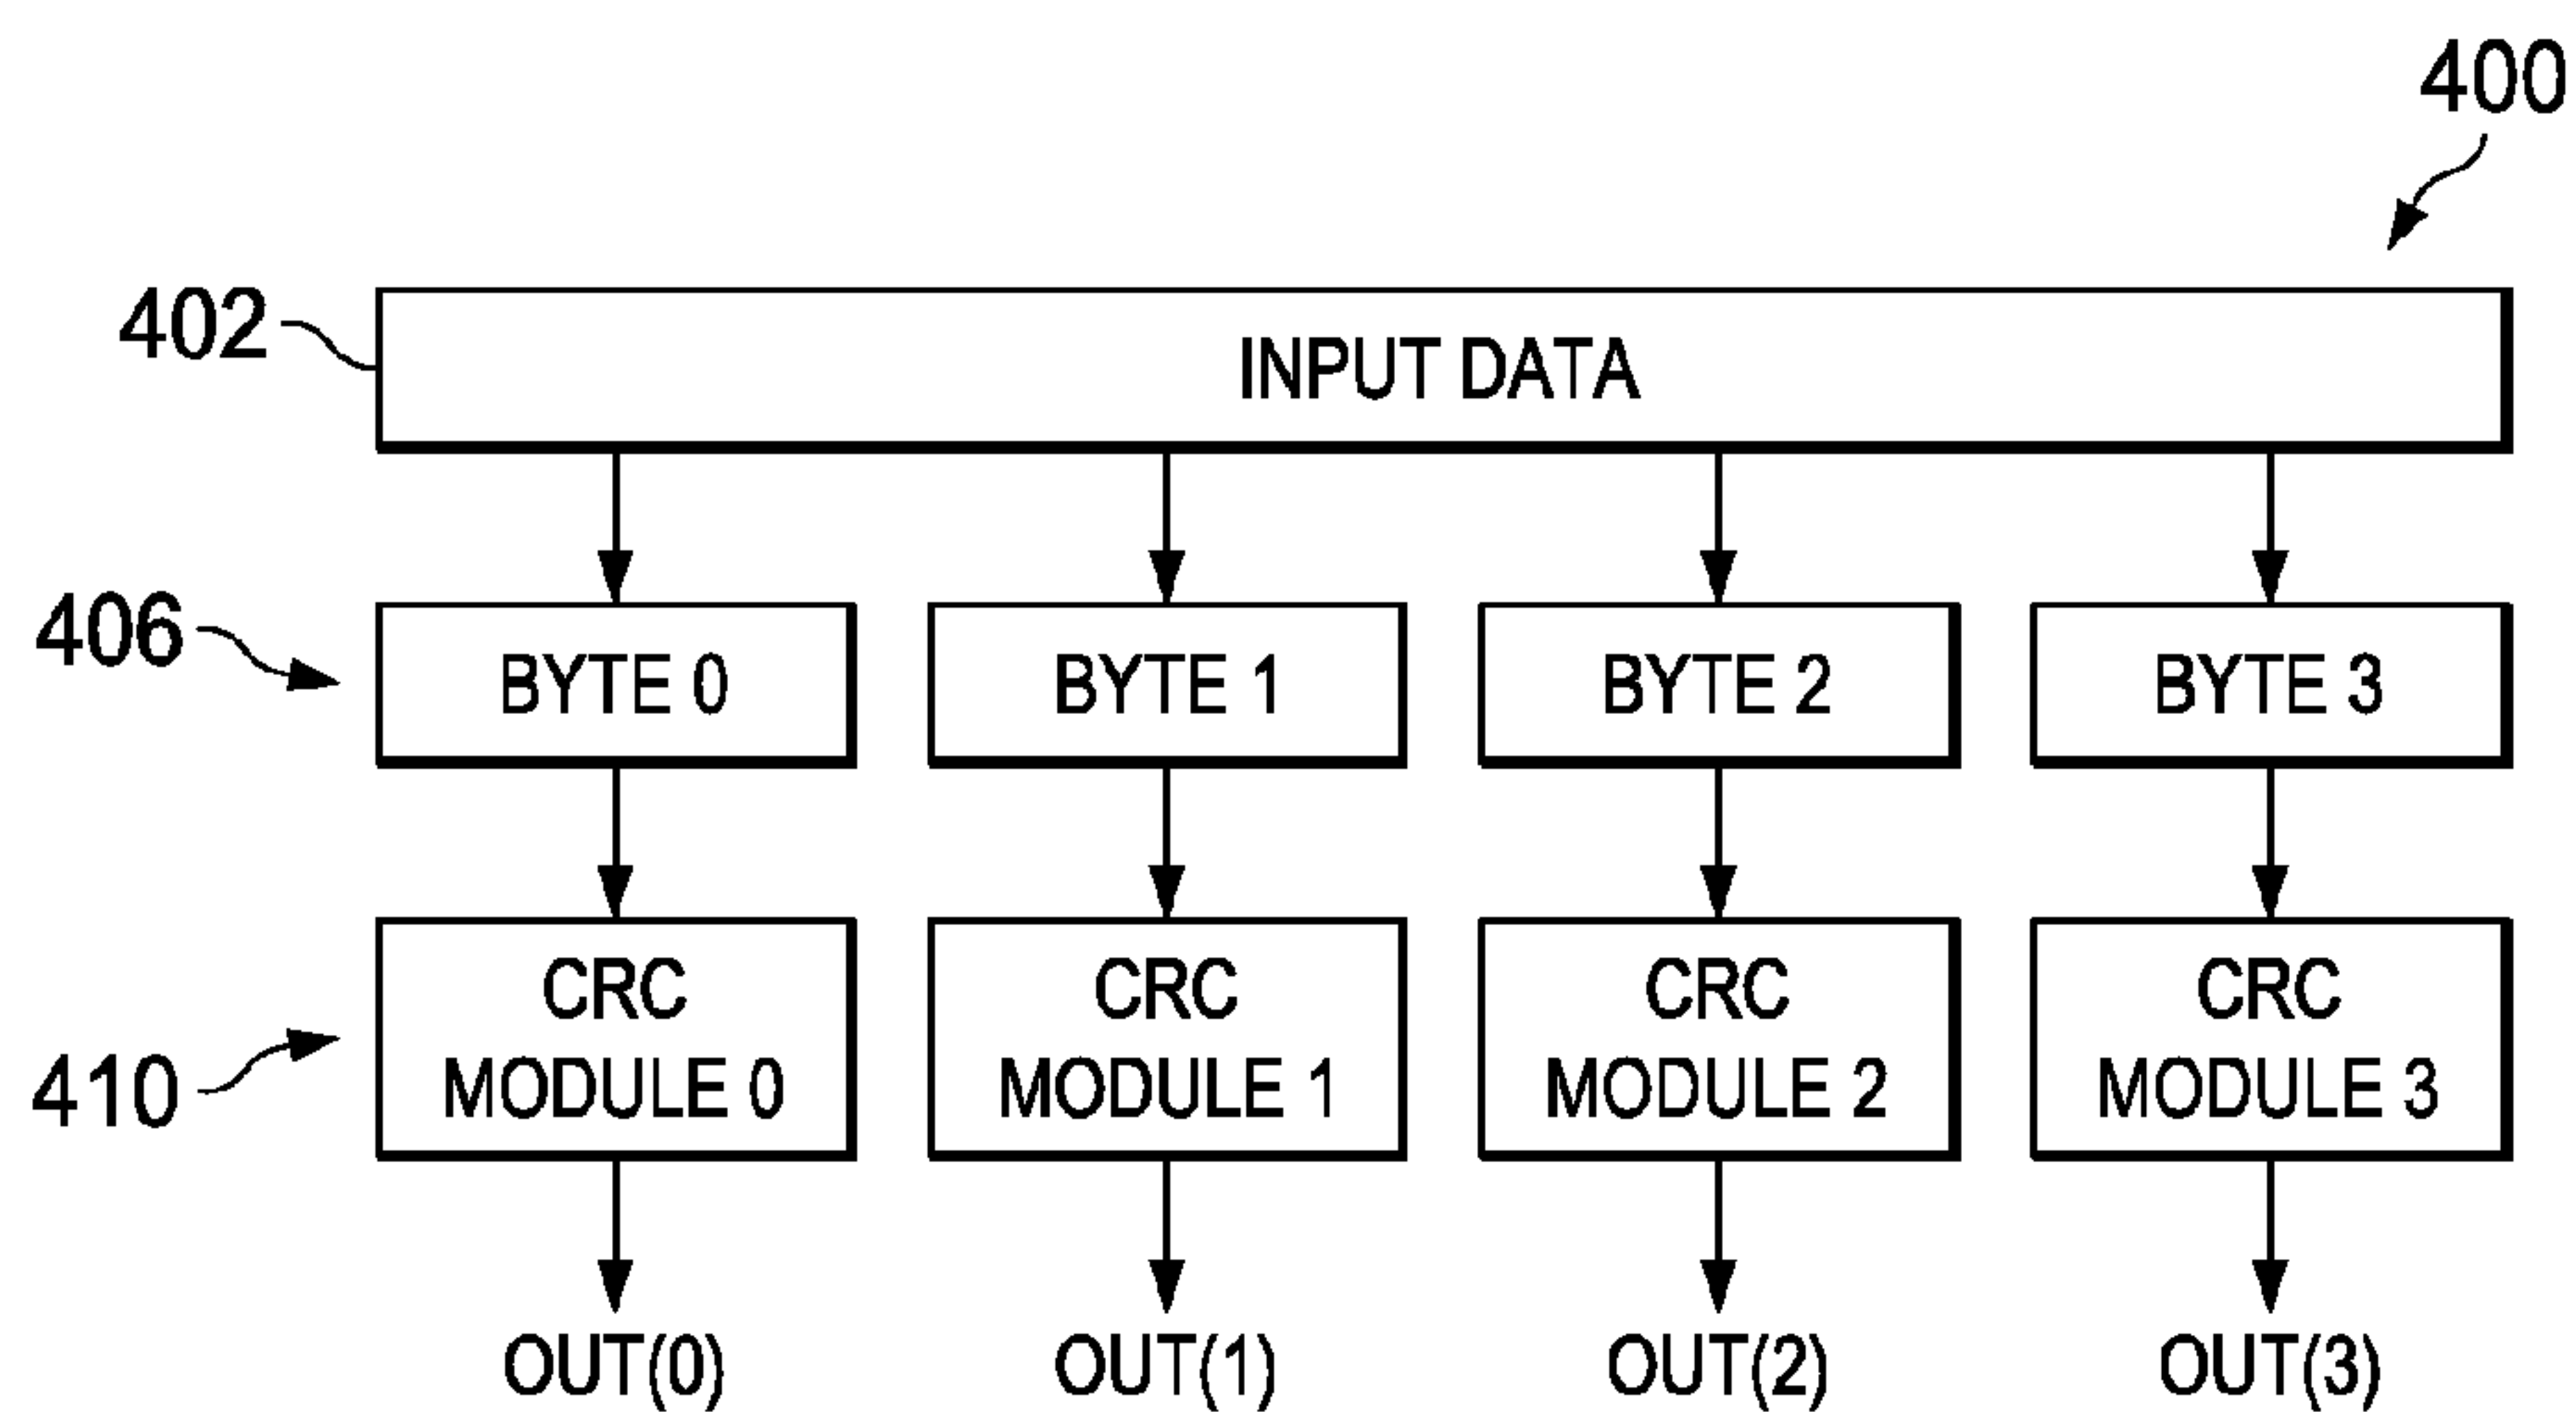 400
402
INPUT DATA
406
BYTE 0
BYTE 1
BYTE 2
BYTE 3
410
CRC
MODULE 0
CRC
MODULE 1
CRC
MODULE 2
CRC
MODULE 3
OUT(0)
OUT(1)
OUT(2)
OUT(3)